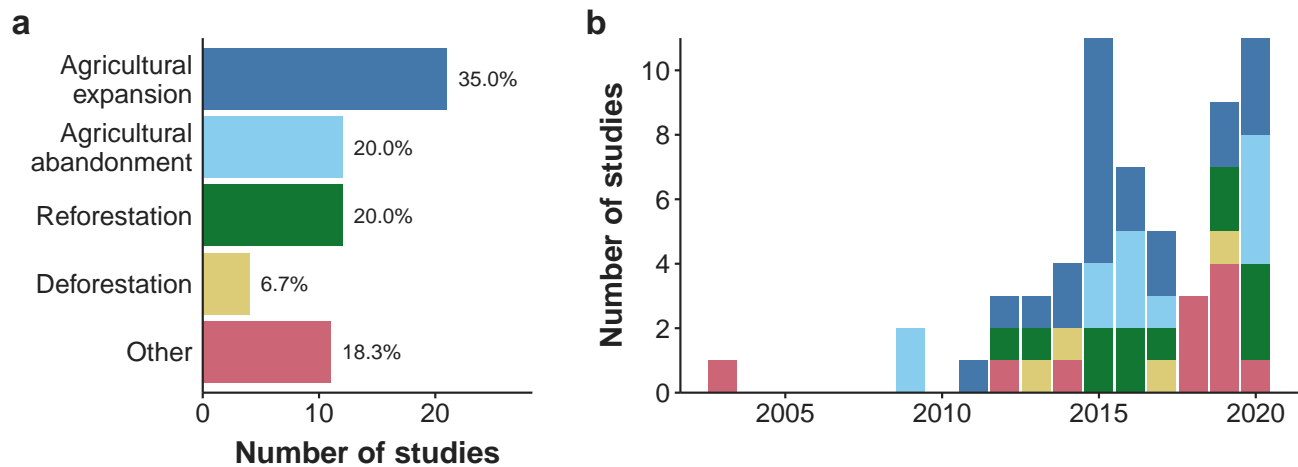 a
Agricultural
expansion
35.0%
Agricultural
abandonment
20.0%
Reforestation
20.0%
Deforestation
6.7%
Other
18.3%
0
10
20
Number of studies
b
Number of studies
10
8
6
4
2
0
2005
2010
2015
2020